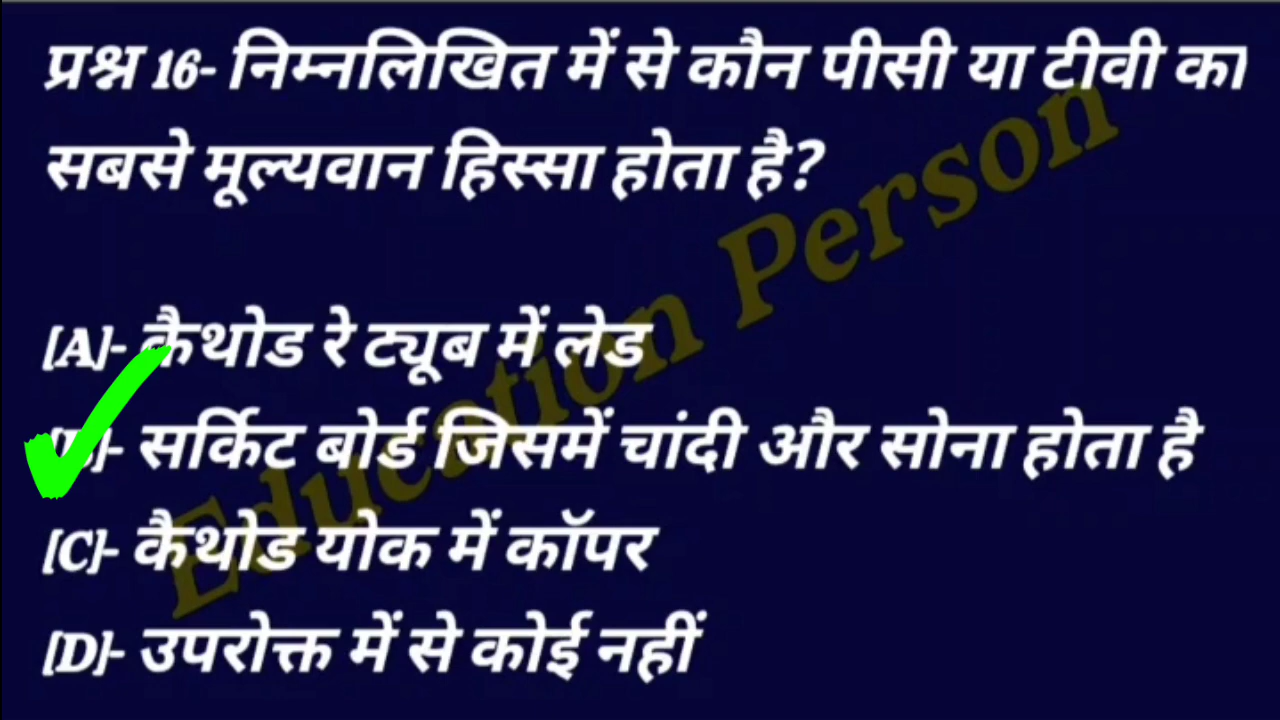 प्रश्न 16- निम्नलिखित में से कौन पीसी या टीवी का
सबसे मूल्यवान हिस्सा होता है?
[A]- कैथोड रे ट्यूब में लेड
[B]- सर्किट बोर्ड जिसमें चांदी और सोना होता है
[C]- कैथोड योक में कॉपर
[D]- उपरोक्त में से कोई नहीं
Education Person